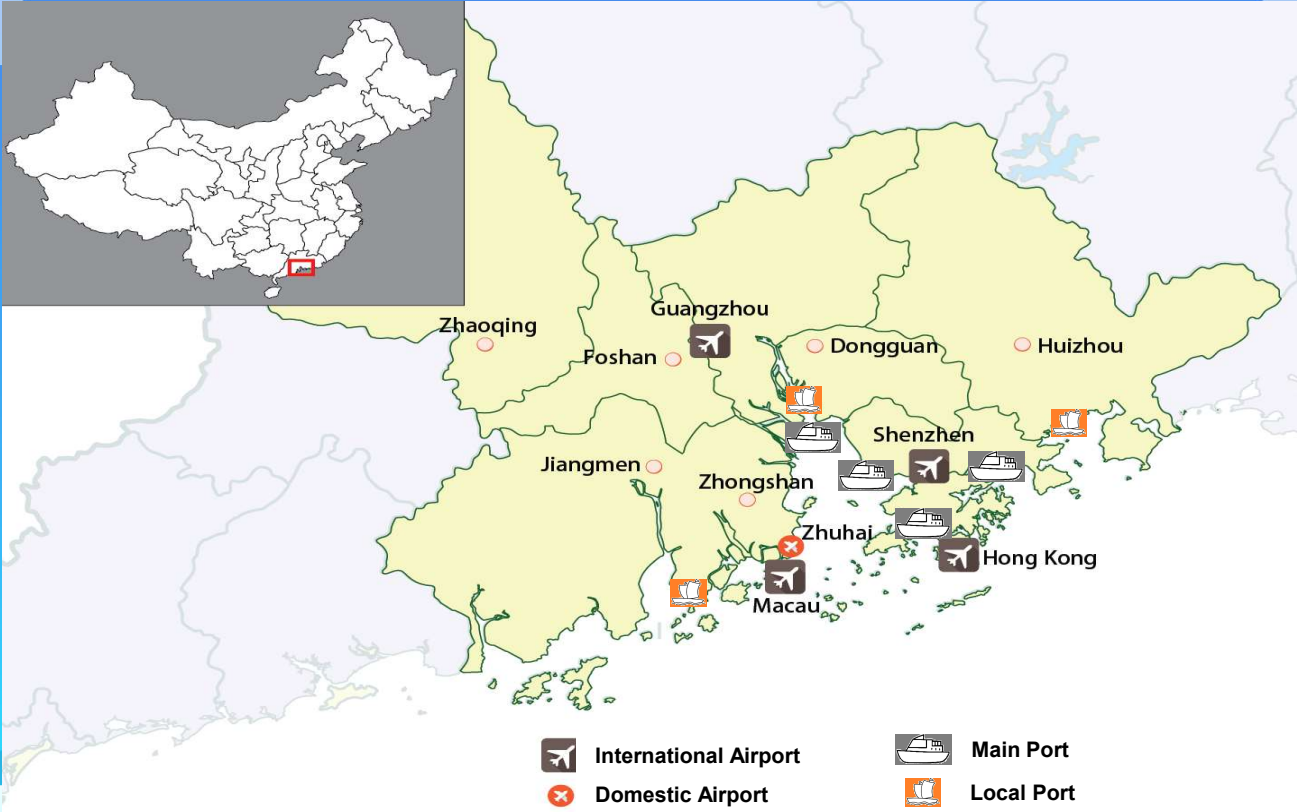 Guangzhou
Zhaoqing
Foshan
Dongguan
Huizhou
Shenzhen
Jiangmen
Zhongshan
Zhuhai
Hong Kong
Macau
International Airport
Main Port
Domestic Airport
Local Port